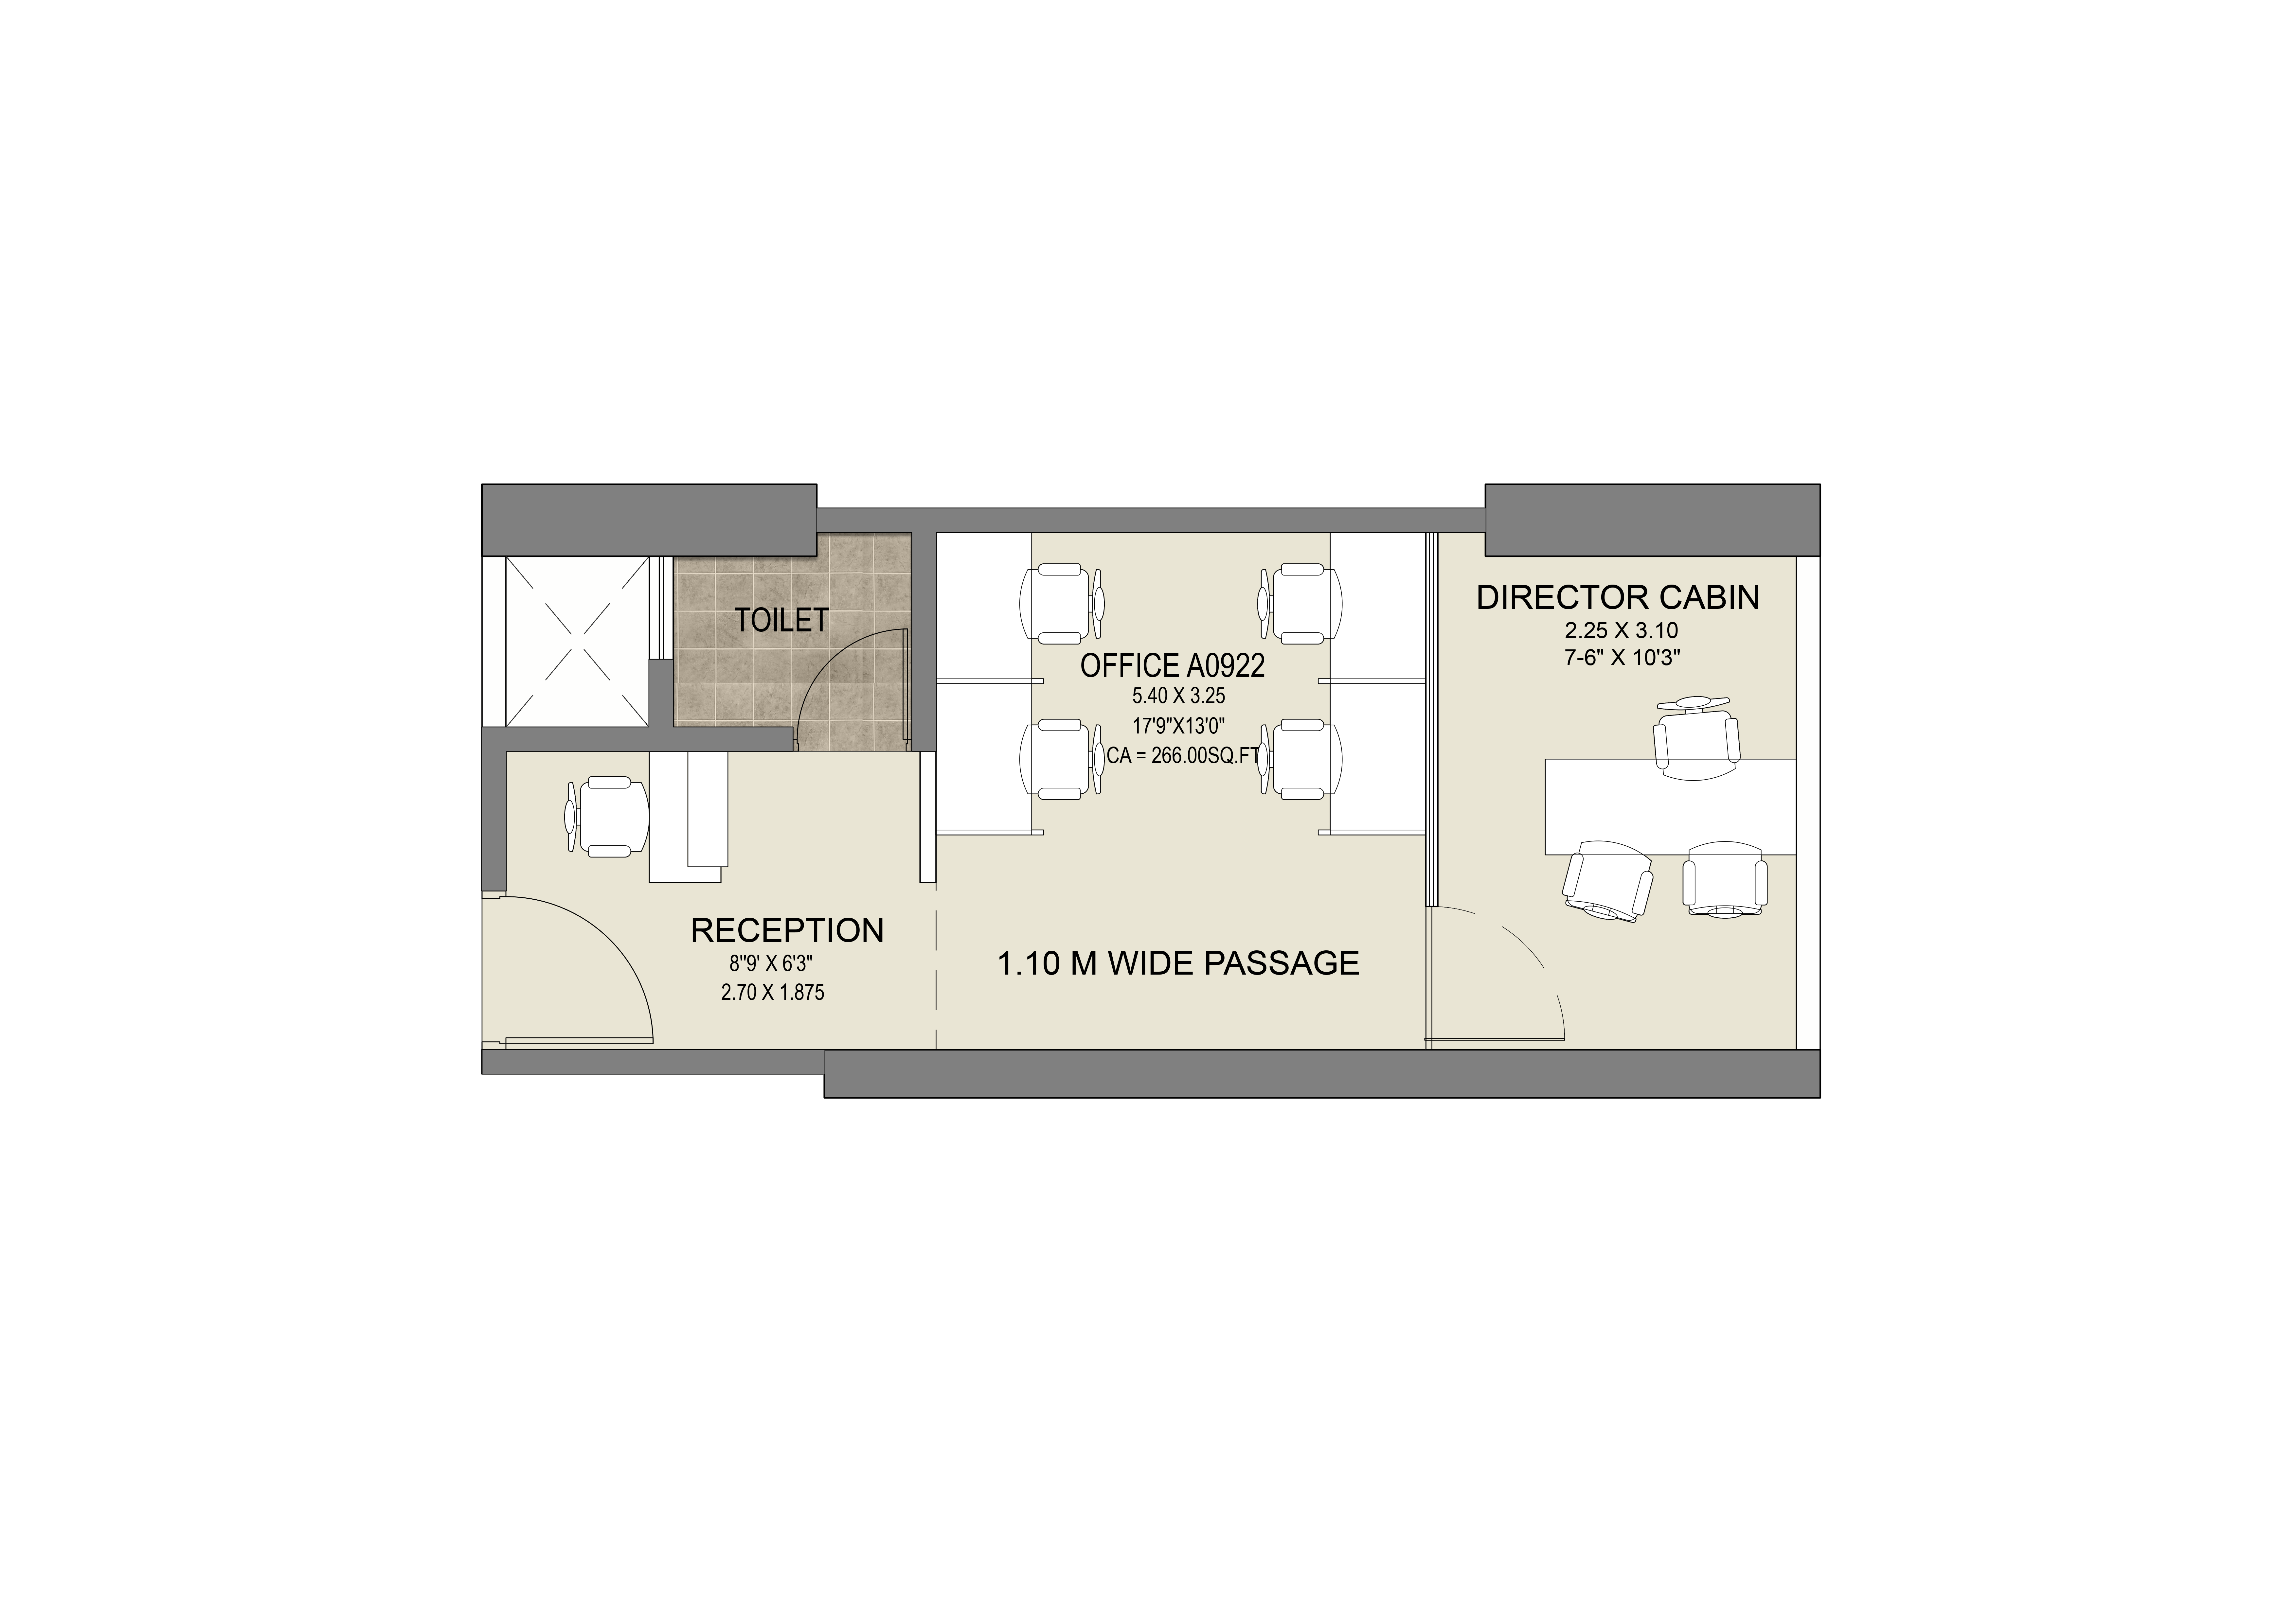 TOILET
OFFICE A0922
5.40 X 3.25
17'9"X13'0"
CA = 266.00SQ.FT
DIRECTOR CABIN
2.25 X 3.10
7-6" X 10'3"
RECEPTION
8"9' X 6'3"
2.70 X 1.875
1.10 M WIDE PASSAGE